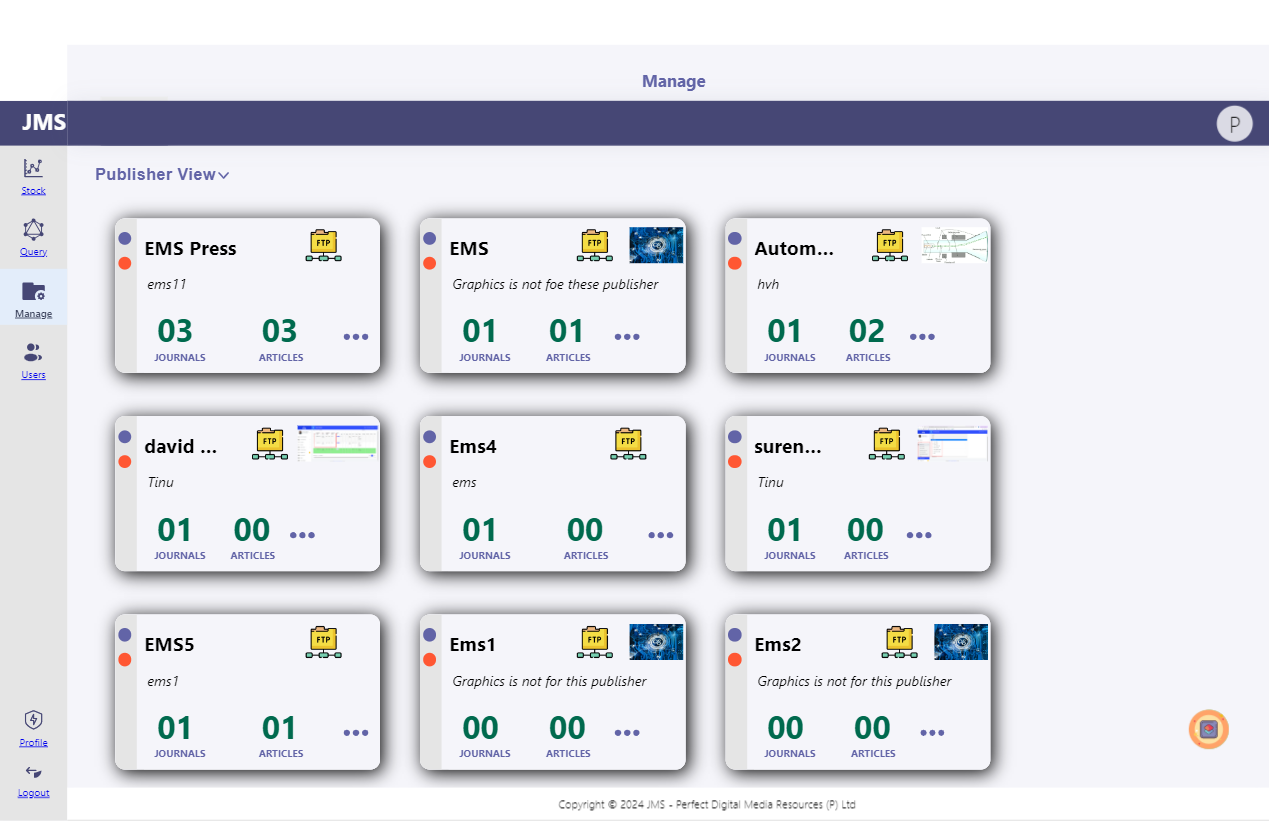 Manage
JMS
P
Stock
Query
Manage
Users
Profile
Logout
Publisher View
EMS Press
FTP
ems11
03 03
JOURNALS ARTICLES
EMS
FTP
Graphics is not foe these publisher
01 01
JOURNALS ARTICLES
Autom...
FTP
hvh
01 02
JOURNALS ARTICLES
david ...
FTP
Tinu
01 00
JOURNALS ARTICLES
Ems4
FTP
ems
01 00
JOURNALS ARTICLES
suren...
FTP
Tinu
01 00
JOURNALS ARTICLES
EMS5
FTP
ems1
01 01
JOURNALS ARTICLES
Ems1
FTP
Graphics is not for this publisher
00 00
JOURNALS ARTICLES
Ems2
FTP
Graphics is not for this publisher
00 00
JOURNALS ARTICLES
Copyright © 2024 JMS - Perfect Digital Media Resources (P) Ltd